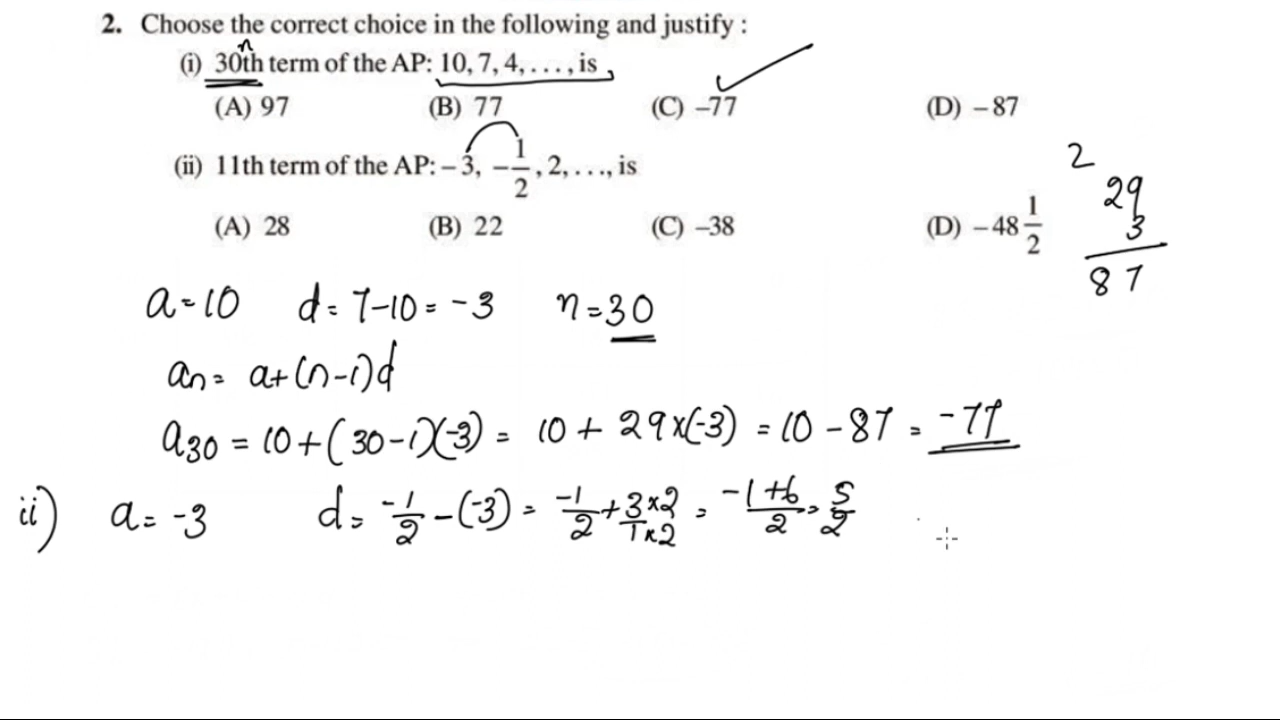 2. Choose the correct choice in the following and justify :
n
(i) 30th term of the AP: 10, 7, 4, . . . , is ,
(A) 97 (B) 77 (C) –77 (D) – 87
(ii) 11th term of the AP: – 3, –1/2, 2, . . ., is
(A) 28 (B) 22 (C) –38 (D) –48 1/2
2
29
3
87
a = 10 d = 7-10 = -3 n = 30
an = a+(n-1)d
a30 = 10+(30-1)(-3) = 10 + 29×(-3) = 10 - 87 = -77
ii) a = -3 d = -1/2 - (-3) = -1/2 + 3×2/1×2 = -1+6/2 = 5/2